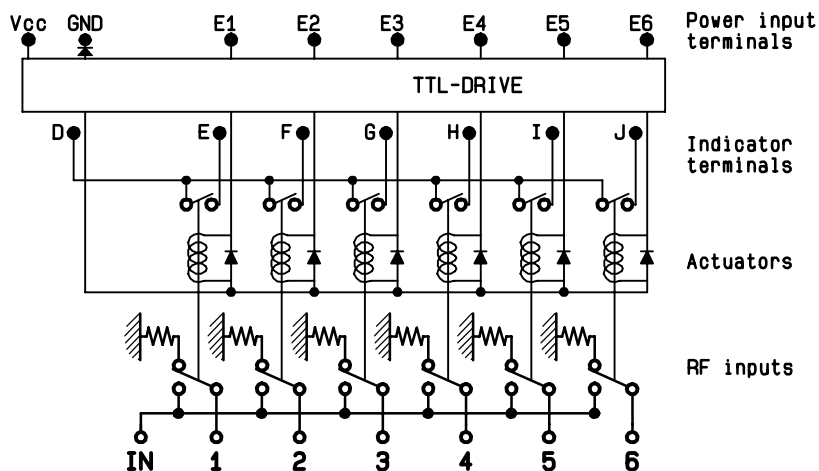 Vcc GND E1 E2 E3 E4 E5 E6 Power input
terminals
TTL-DRIVE
D E F G H I J Indicator
terminals
Actuators
RF inputs
IN 1 2 3 4 5 6